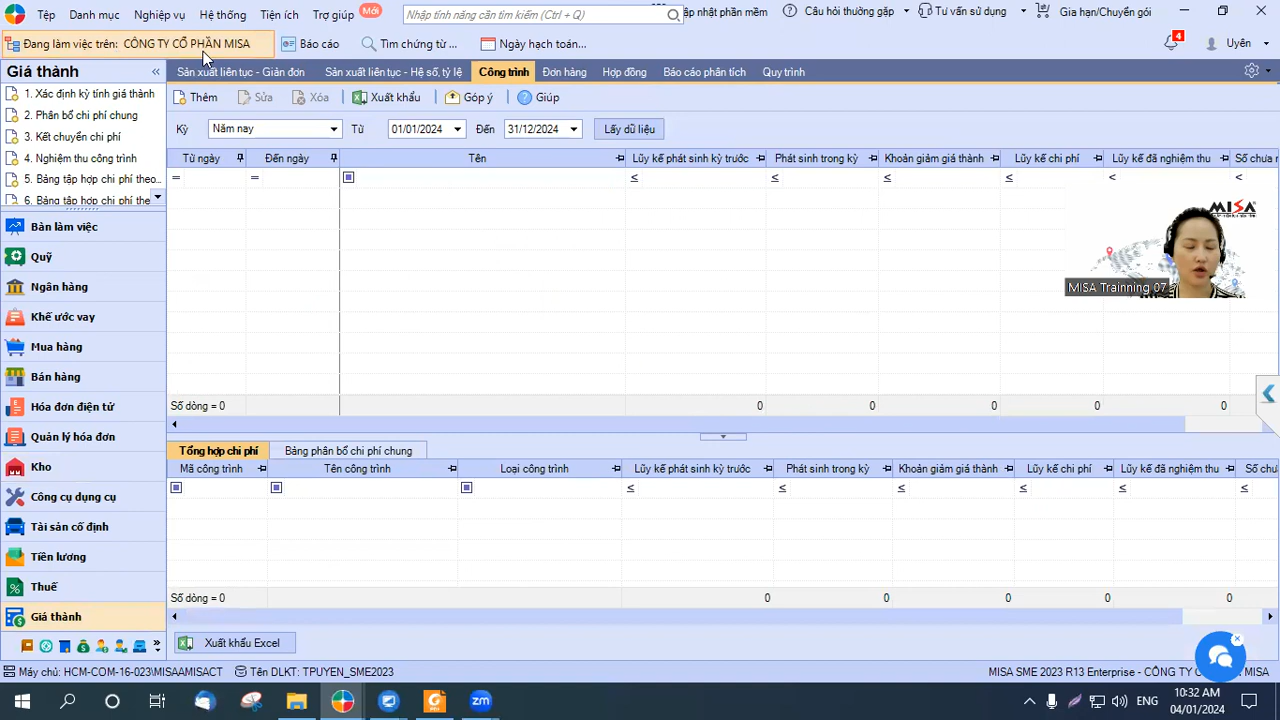 Tệp Danh mục Nghiệp vụ Hệ thống Tiện ích Trợ giúp Mới Nhập tính năng cần tìm kiếm (Ctrl + Q) nhật phần mềm Câu hỏi thường gặp Tư vấn sử dụng Gia hạn/Chuyển gói
Đang làm việc trên: CÔNG TY CỔ PHẦN MISA Báo cáo Tìm chứng từ ... Ngày hạch toán... 4 Uyên
Giá thành « Sản xuất liên tục - Giản đơn Sản xuất liên tục - Hệ số, tỷ lệ Công trình Đơn hàng Hợp đồng Báo cáo phân tích Quy trình
1. Xác định kỳ tính giá thành
2. Phân bổ chi phí chung
3. Kết chuyển chi phí
4. Nghiệm thu công trình
5. Bảng tập hợp chi phí theo...
6. Bảng tập hợp chi phí the...
Thêm Sửa Xóa Xuất khẩu Góp ý Giúp
Kỳ Năm nay Từ 01/01/2024 Đến 31/12/2024 Lấy dữ liệu
Từ ngày Đến ngày Tên Lũy kế phát sinh kỳ trước Phát sinh trong kỳ Khoản giảm giá thành Lũy kế chi phí Lũy kế đã nghiệm thu Số chưa n
= = ≤ ≤ ≤ ≤ < <
MISA
MISA Trainning 07
Số dòng = 0 0 0 0 0 0
Bàn làm việc
Quỹ
Ngân hàng
Khế ước vay
Mua hàng
Bán hàng
Hóa đơn điện tử
Quản lý hóa đơn
Kho
Công cụ dụng cụ
Tài sản cố định
Tiền lương
Thuế
Giá thành
Tổng hợp chi phí Bảng phân bổ chi phí chung
Mã công trình Tên công trình Loại công trình Lũy kế phát sinh kỳ trước Phát sinh trong kỳ Khoản giảm giá thành Lũy kế chi phí Lũy kế đã nghiệm thu Số chư
≤ ≤ ≤ ≤ ≤ ≤
Số dòng = 0 0 0 0 0 0
Xuất khẩu Excel
Máy chủ: HCM-COM-16-023\MISAAMISACT Tên DLKT: TPUYEN_SME2023 MISA SME 2023 R13 Enterprise - CÔNG TY CỔ PHẦN MISA
ENG 10:32 AM
04/01/2024